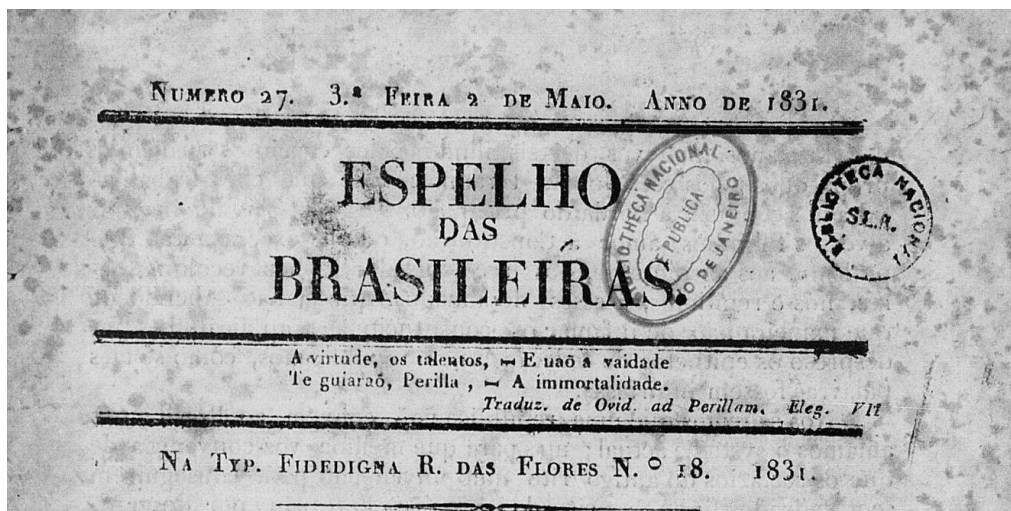 NUMERO 27. 3.ª FEIRA 2 DE MAIO. ANNO DE 1831.
ESPELHO
DAS
BRASILEIRAS.
BIBLIOTHECA NACIONAL
REPUBLICA
RIO DE JANEIRO
BIBLIOTECA NACIONAL
S.L.R.
A virtude, os talentos, — E naõ a vaidade
Te guiaraõ, Perilla, — A immortalidade.
Traduz. de Ovid. ad Perillam. Eleg. VII
NA TYP. FIDEDIGNA R. DAS FLORES N.º 18. 1831.